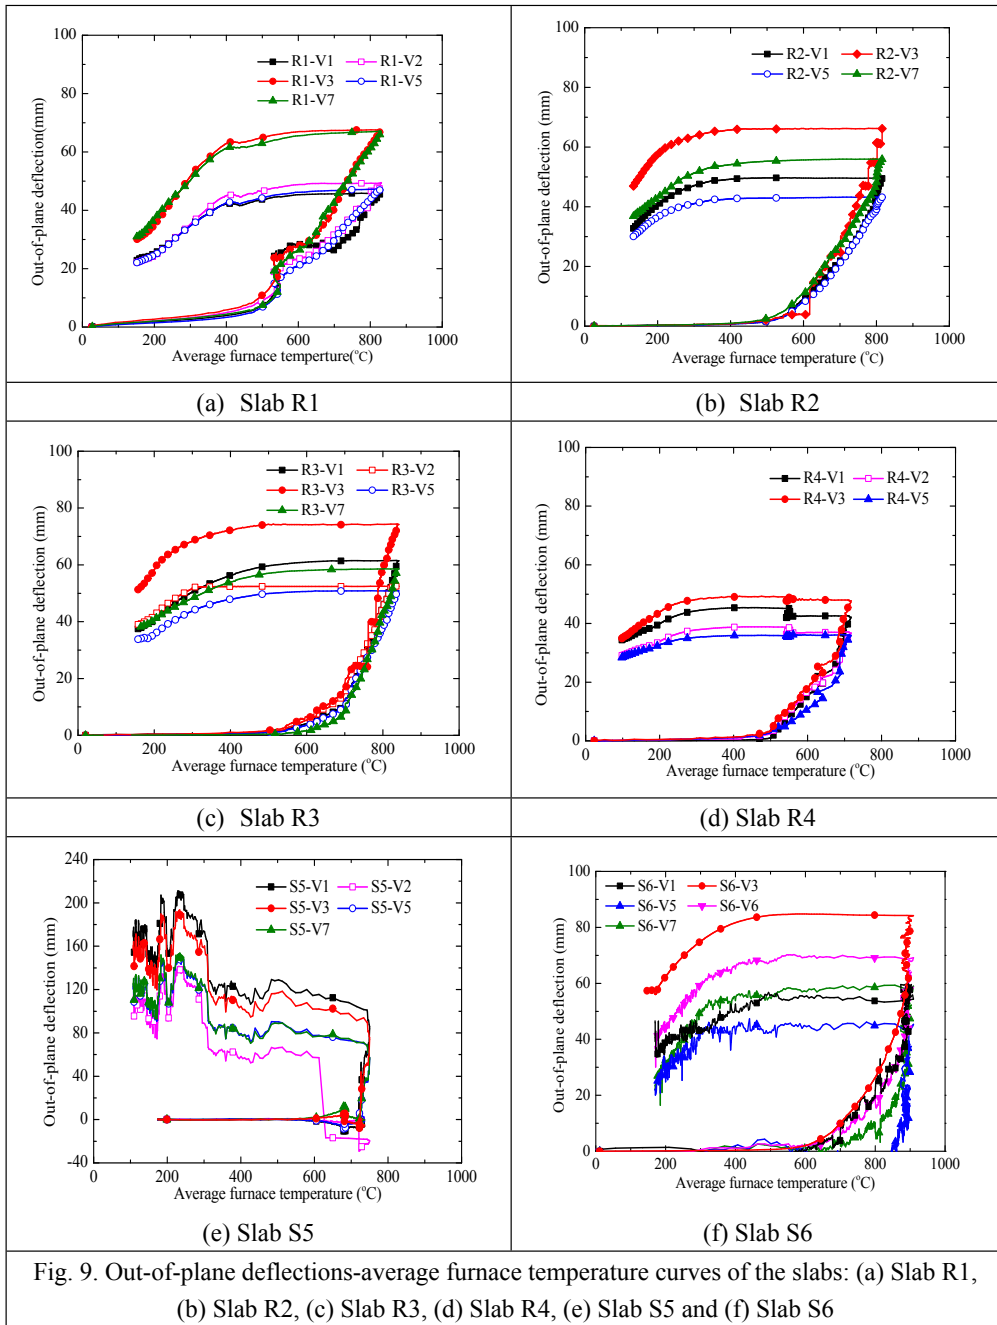 100
80
60
40
20
0
Out-of-plane deflection(mm)
R1-V1 R1-V2
R1-V3 R1-V5
R1-V7
0 200 400 600 800 1000
Average furnace temperture(°C)
(a) Slab R1
100
80
60
40
20
0
Out-of-plane deflection (mm)
R2-V1 R2-V3
R2-V5 R2-V7
0 200 400 600 800 1000
Average furnace temperature (°C)
(b) Slab R2
100
80
60
40
20
0
Out-of-plane deflection (mm)
R3-V1 R3-V2
R3-V3 R3-V5
R3-V7
0 200 400 600 800 1000
Average furnace temperature (°C)
(c) Slab R3
100
80
60
40
20
0
Out-of-plane deflection (mm)
R4-V1 R4-V2
R4-V3 R4-V5
0 200 400 600 800 1000
Average furnace temperature (°C)
(d) Slab R4
240
200
160
120
80
40
0
-40
Out-of-plane deflection (mm)
S5-V1 S5-V2
S5-V3 S5-V5
S5-V7
0 200 400 600 800 1000
Average furnace temperature (°C)
(e) Slab S5
100
80
60
40
20
0
Out-of-plane deflection (mm)
S6-V1 S6-V3
S6-V5 S6-V6
S6-V7
0 200 400 600 800 1000
Average furnace temperature (°C)
(f) Slab S6
Fig. 9. Out-of-plane deflections-average furnace temperature curves of the slabs: (a) Slab R1,
(b) Slab R2, (c) Slab R3, (d) Slab R4, (e) Slab S5 and (f) Slab S6